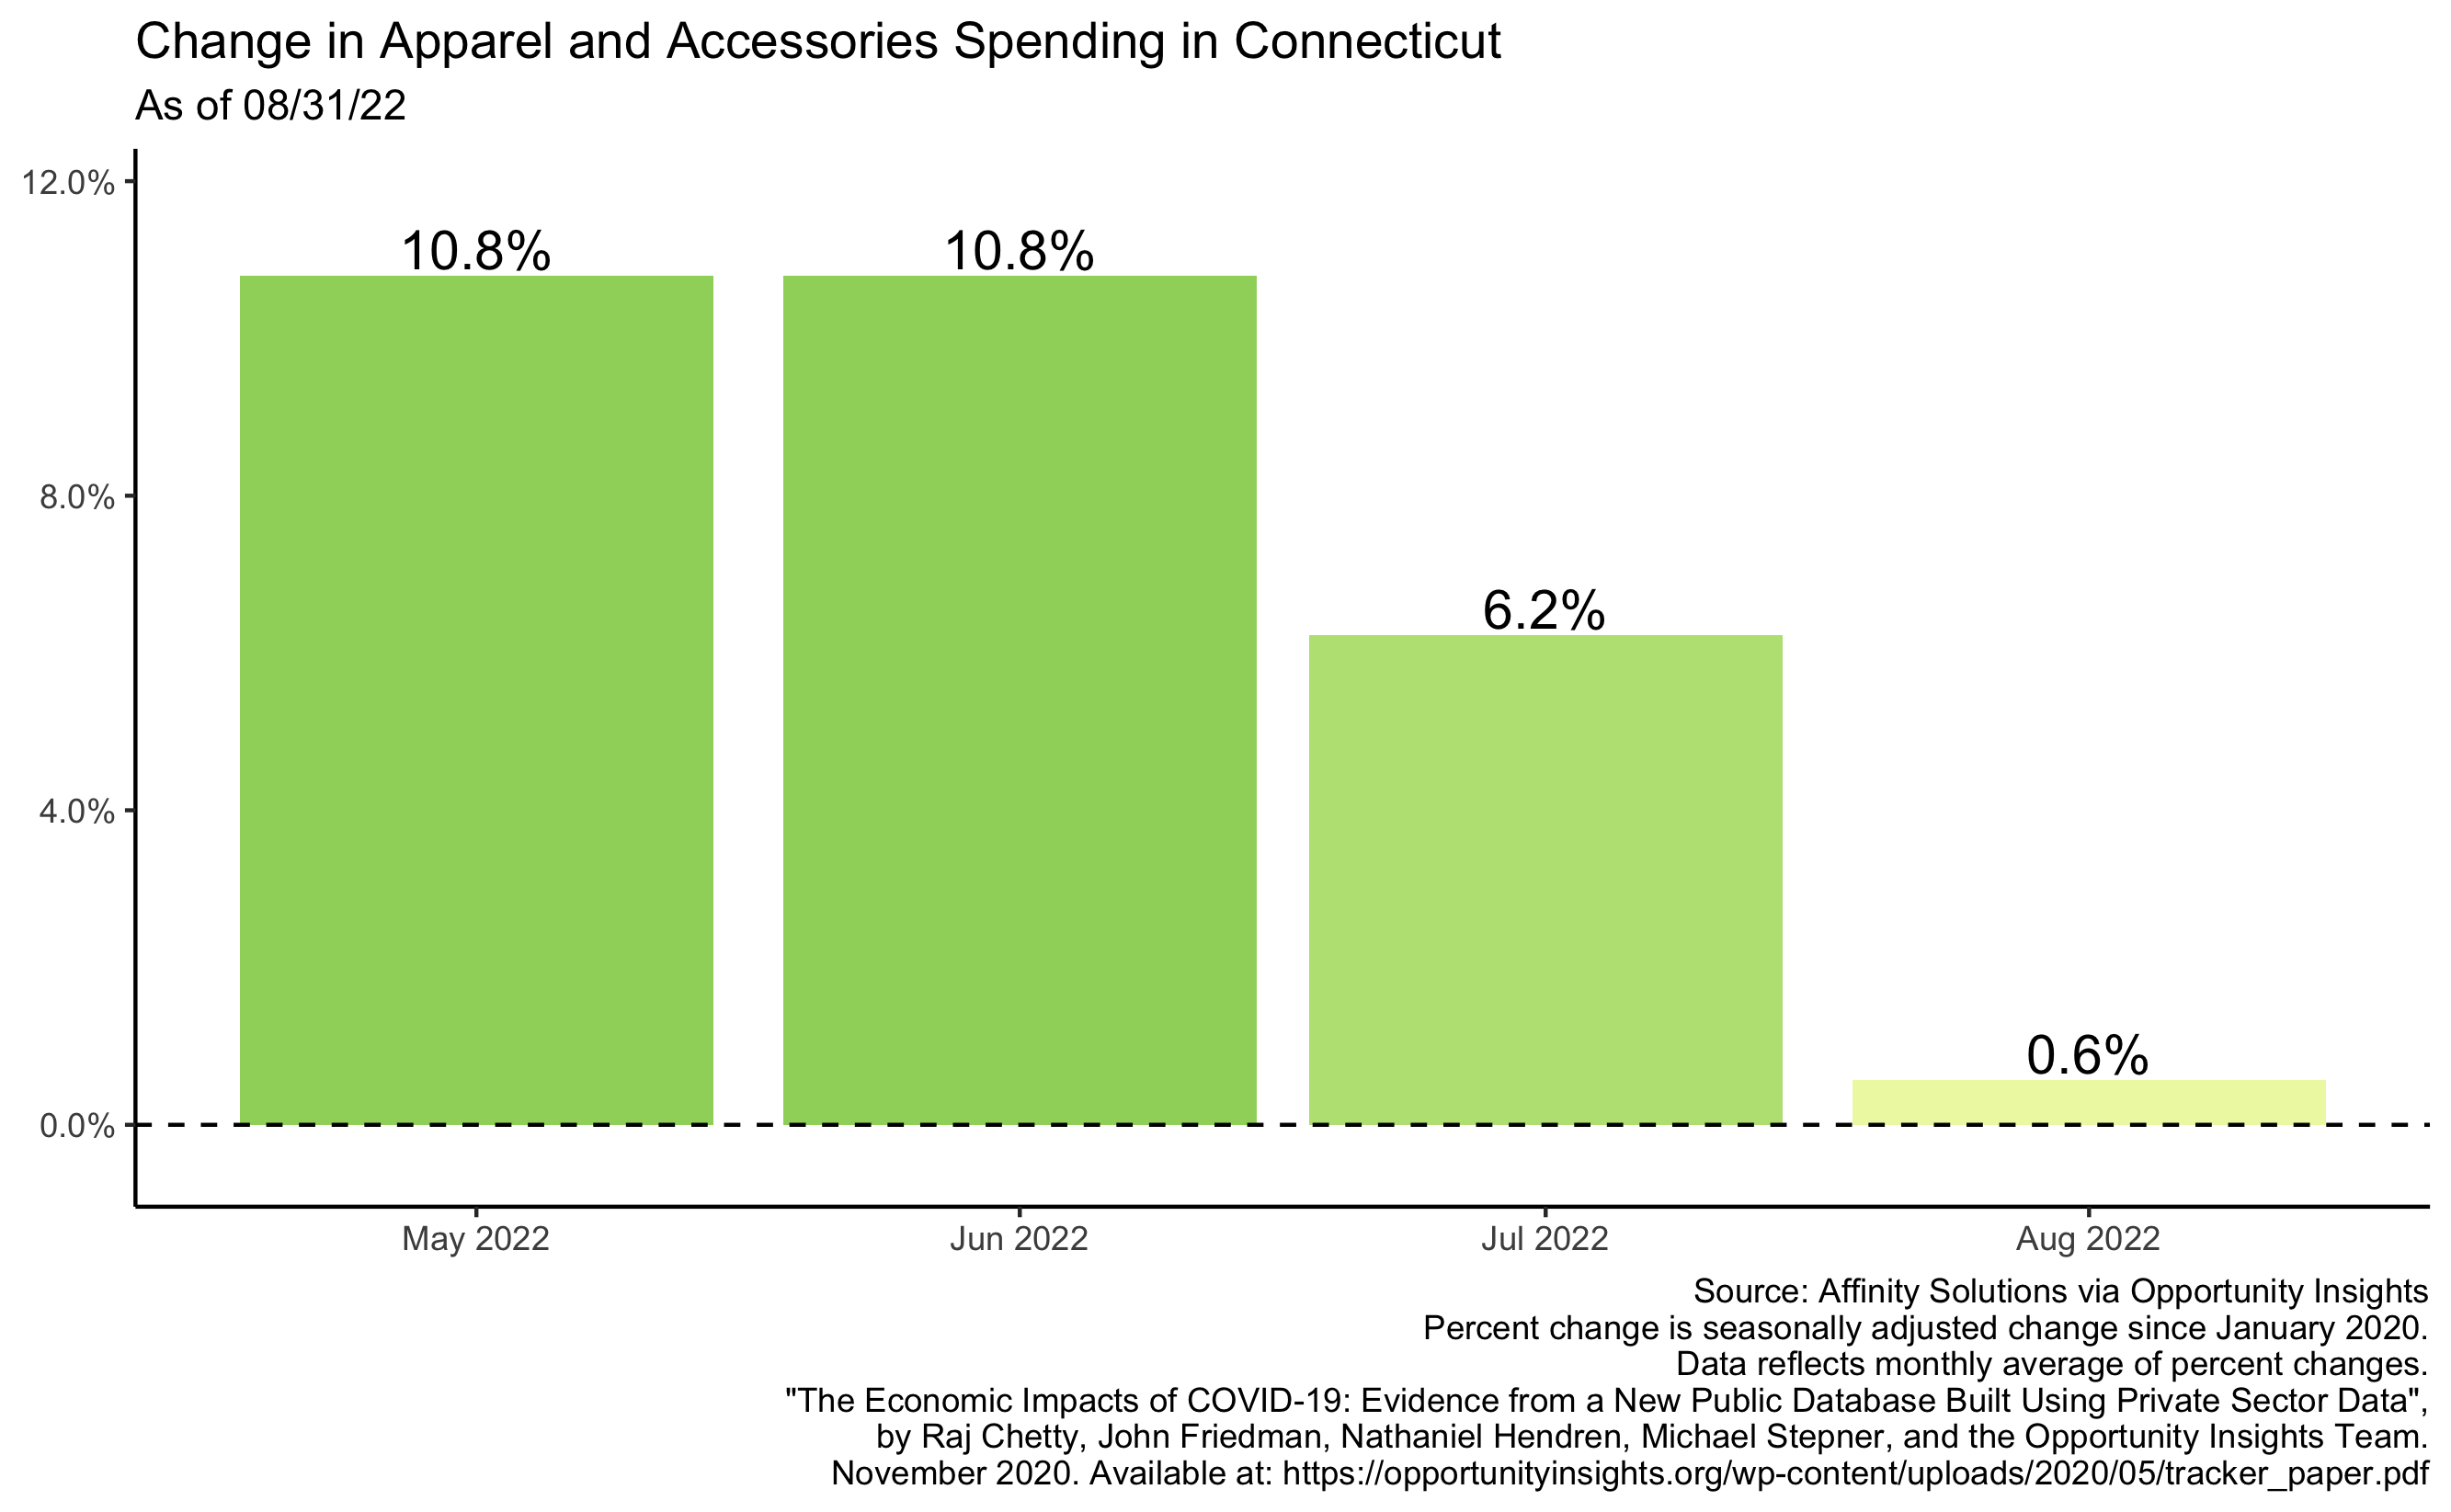 Change in Apparel and Accessories Spending in Connecticut
As of 08/31/22
12.0%
8.0%
4.0%
0.0%
10.8%
10.8%
6.2%
0.6%
May 2022
Jun 2022
Jul 2022
Aug 2022
Source: Affinity Solutions via Opportunity Insights
Percent change is seasonally adjusted change since January 2020.
Data reflects monthly average of percent changes.
"The Economic Impacts of COVID-19: Evidence from a New Public Database Built Using Private Sector Data",
by Raj Chetty, John Friedman, Nathaniel Hendren, Michael Stepner, and the Opportunity Insights Team.
November 2020. Available at: https://opportunityinsights.org/wp-content/uploads/2020/05/tracker_paper.pdf